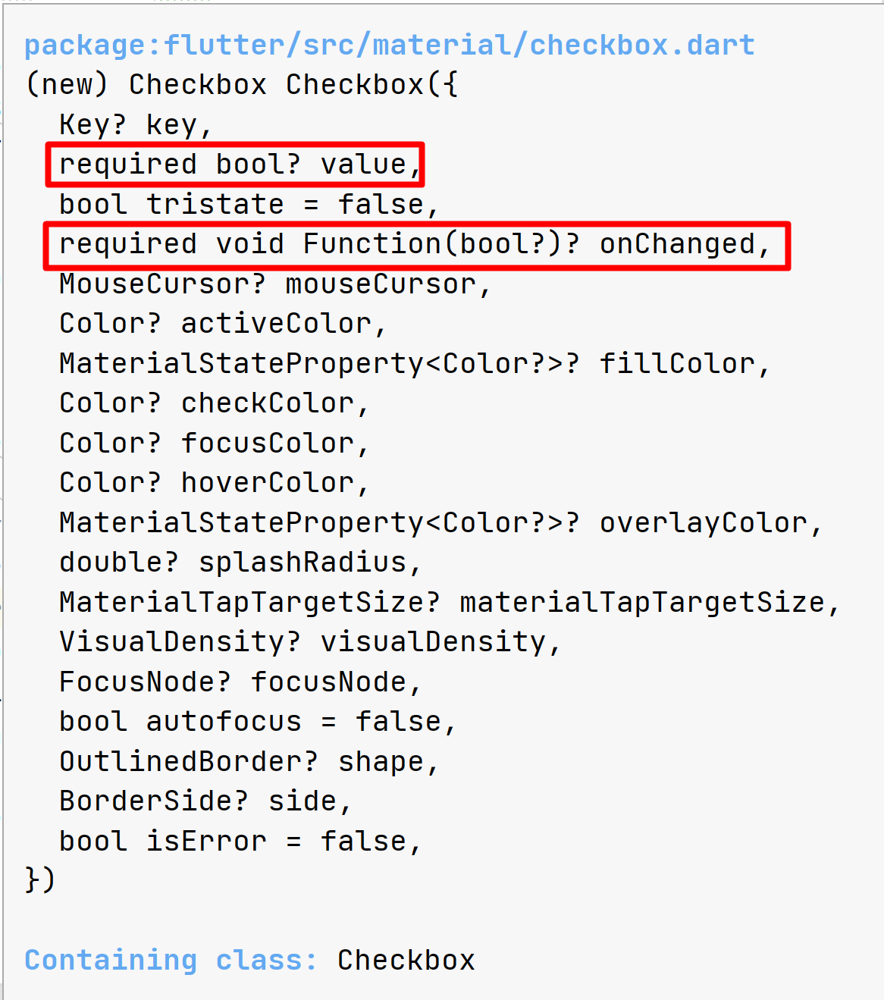 package:flutter/src/material/checkbox.dart
(new) Checkbox Checkbox({
  Key? key,
  required bool? value,
  bool tristate = false,
  required void Function(bool?)? onChanged,
  MouseCursor? mouseCursor,
  Color? activeColor,
  MaterialStateProperty<Color?>? fillColor,
  Color? checkColor,
  Color? focusColor,
  Color? hoverColor,
  MaterialStateProperty<Color?>? overlayColor,
  double? splashRadius,
  MaterialTapTargetSize? materialTapTargetSize,
  VisualDensity? visualDensity,
  FocusNode? focusNode,
  bool autofocus = false,
  OutlinedBorder? shape,
  BorderSide? side,
  bool isError = false,
})
Containing class: Checkbox